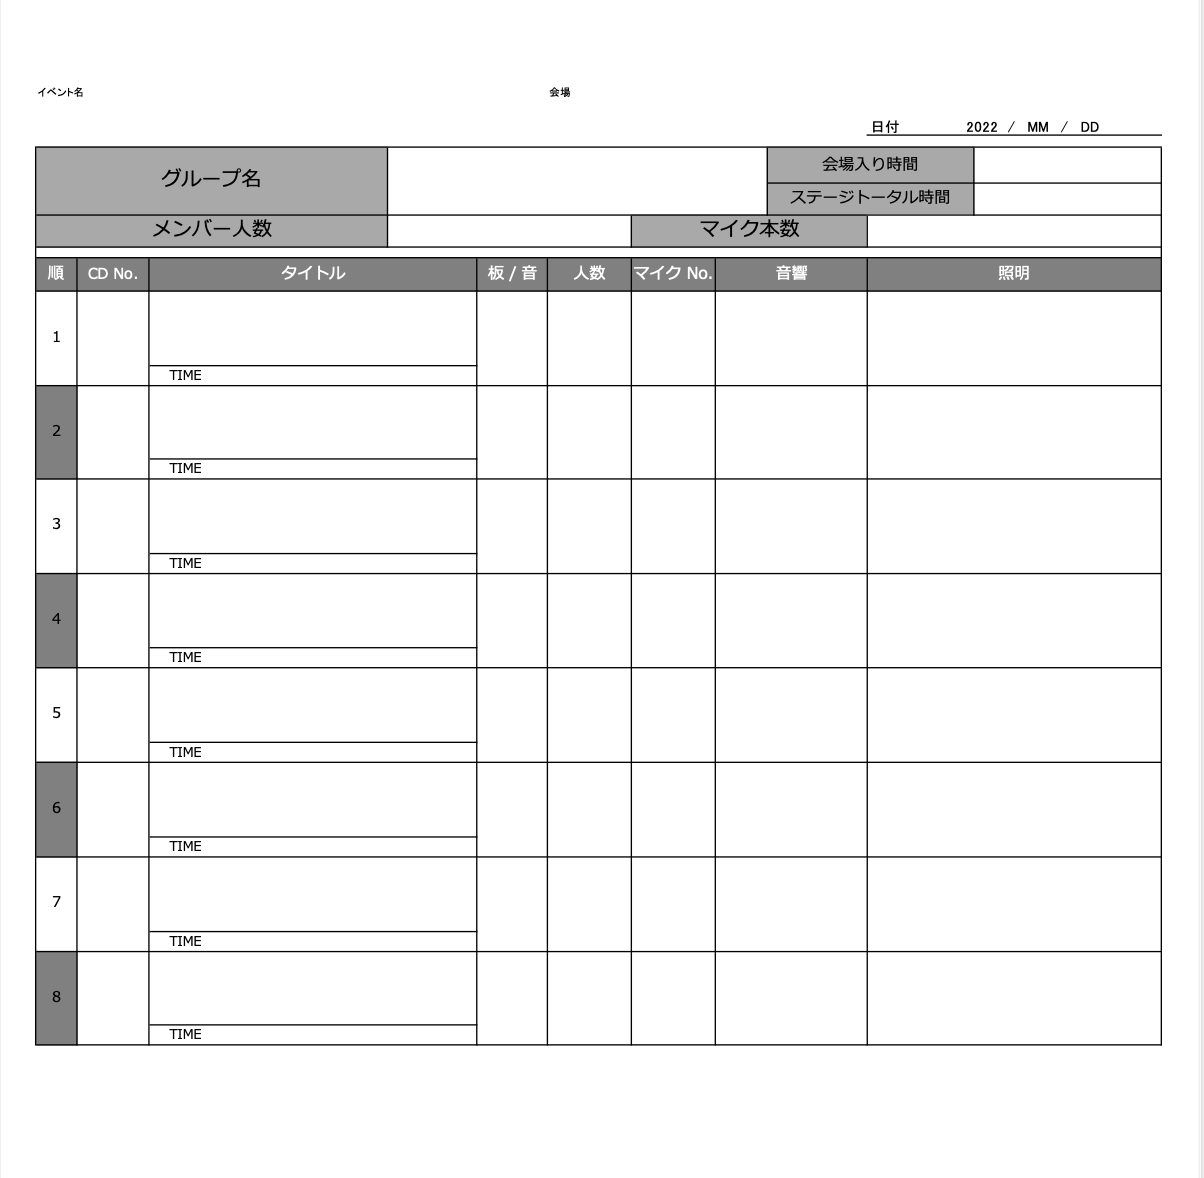 イベント名 会場
日付 2022 / MM / DD
グループ名 会場入り時間
ステージトータル時間
メンバー人数 マイク本数
順 CD No. タイトル 板 / 音 人数 マイク No. 音響 照明
1
TIME
2
TIME
3
TIME
4
TIME
5
TIME
6
TIME
7
TIME
8
TIME